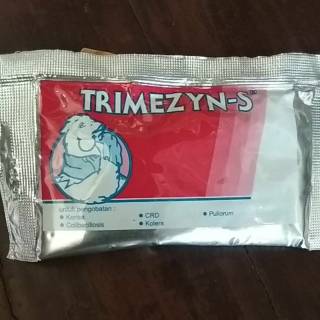 TRIMEZYN-S
untuk pengobatan :
• Koriza • CRD • Pullorum
• Colibacillosis • Kolera